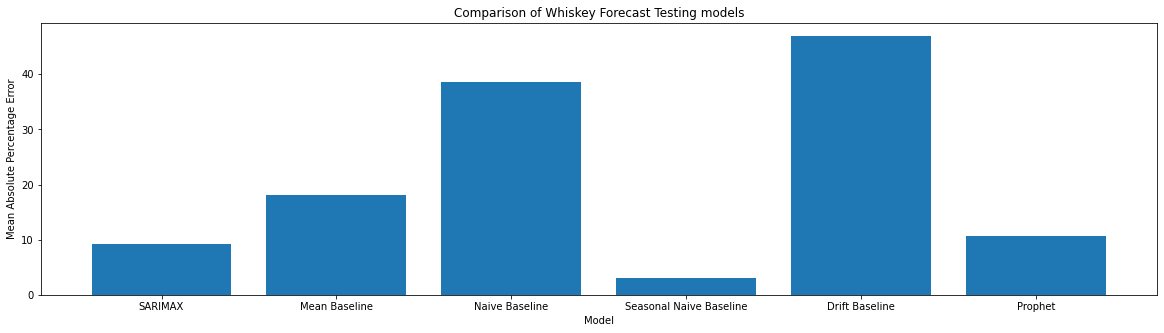 Comparison of Whiskey Forecast Testing models
Mean Absolute Percentage Error
40
30
20
10
0
SARIMAX
Mean Baseline
Naive Baseline
Seasonal Naive Baseline
Drift Baseline
Prophet
Model